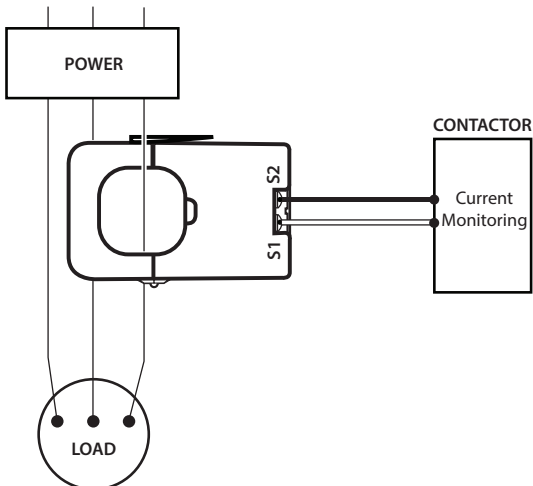 POWER
CONTACTOR
S2
Current
Monitoring
S1
LOAD